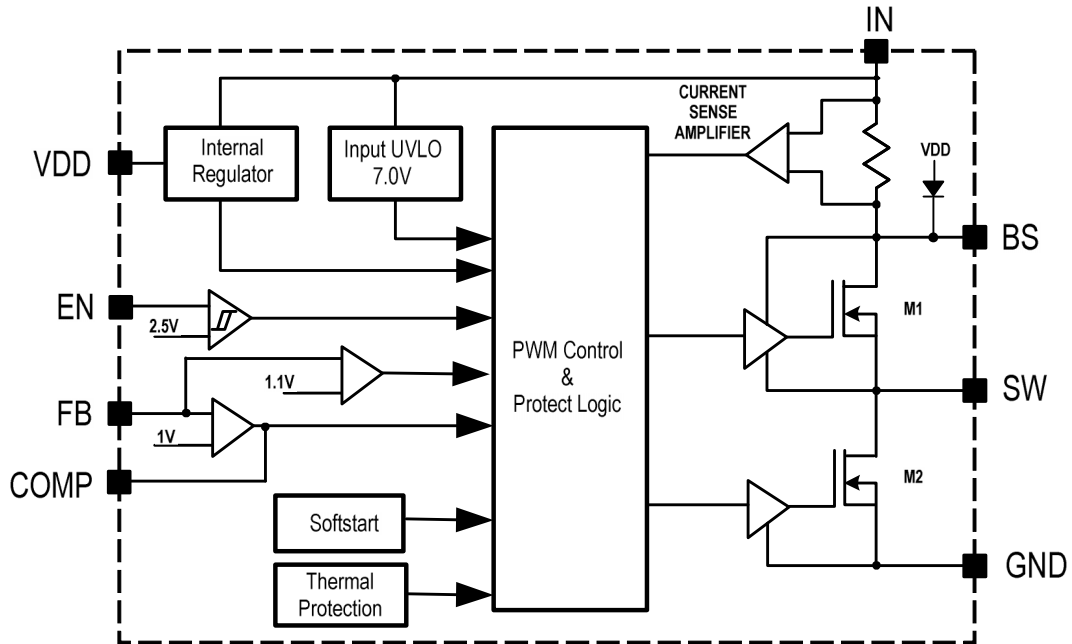 IN
CURRENT
SENSE
AMPLIFIER
VDD
Internal
Regulator
Input UVLO
7.0V
VDD
BS
EN
2.5V
M1
PWM Control
&
Protect Logic
1.1V
SW
FB
1V
COMP
M2
Softstart
GND
Thermal
Protection